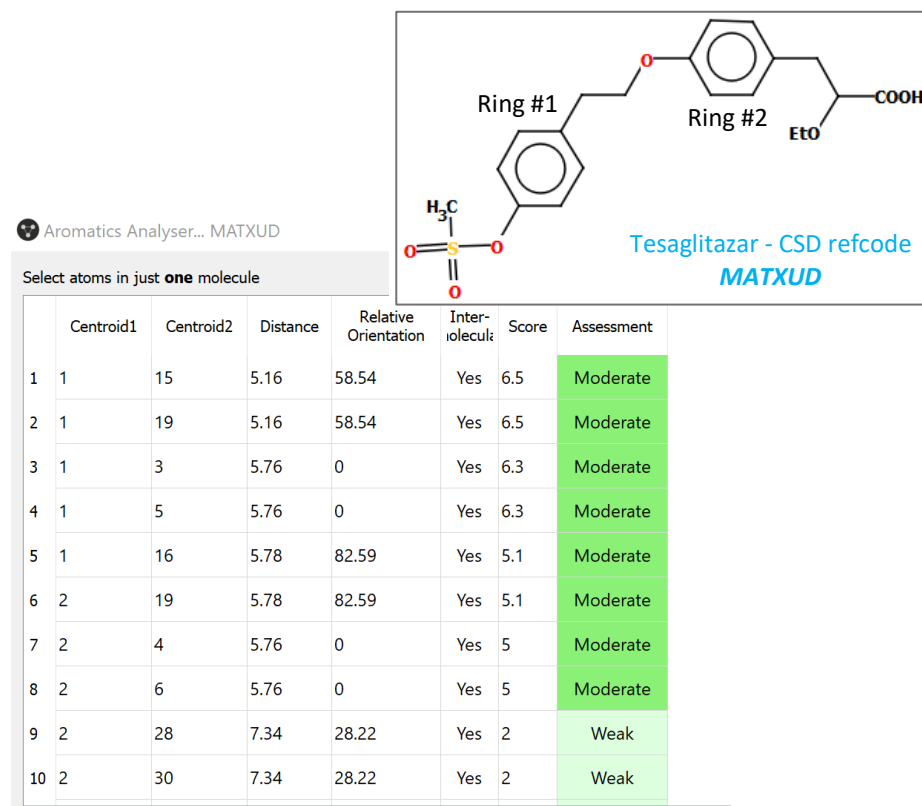 Ring #1
Ring #2
O
COOH
EtO
H3C
O
S
O
O
Tesaglitazar - CSD refcode
MATXUD
Aromatics Analyser... MATXUD
Select atoms in just one molecule
Centroid1 Centroid2 Distance Relative Orientation Inter- Score Assessment
1 1 15 5.16 58.54 Yes 6.5 Moderate
2 1 19 5.16 58.54 Yes 6.5 Moderate
3 1 3 5.76 0 Yes 6.3 Moderate
4 1 5 5.76 0 Yes 6.3 Moderate
5 1 16 5.78 82.59 Yes 5.1 Moderate
6 2 19 5.78 82.59 Yes 5.1 Moderate
7 2 4 5.76 0 Yes 5 Moderate
8 2 6 5.76 0 Yes 5 Moderate
9 2 28 7.34 28.22 Yes 2 Weak
10 2 30 7.34 28.22 Yes 2 Weak